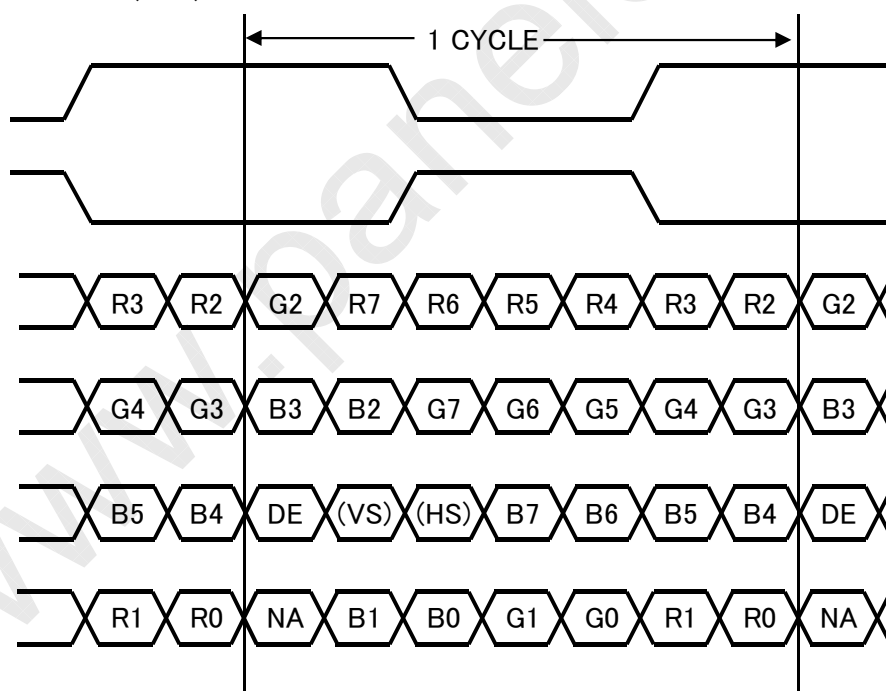 1 CYCLE
R3 R2 G2 R7 R6 R5 R4 R3 R2 G2
G4 G3 B3 B2 G7 G6 G5 G4 G3 B3
B5 B4 DE (VS) (HS) B7 B6 B5 B4 DE
R1 R0 NA B1 B0 G1 G0 R1 R0 NA